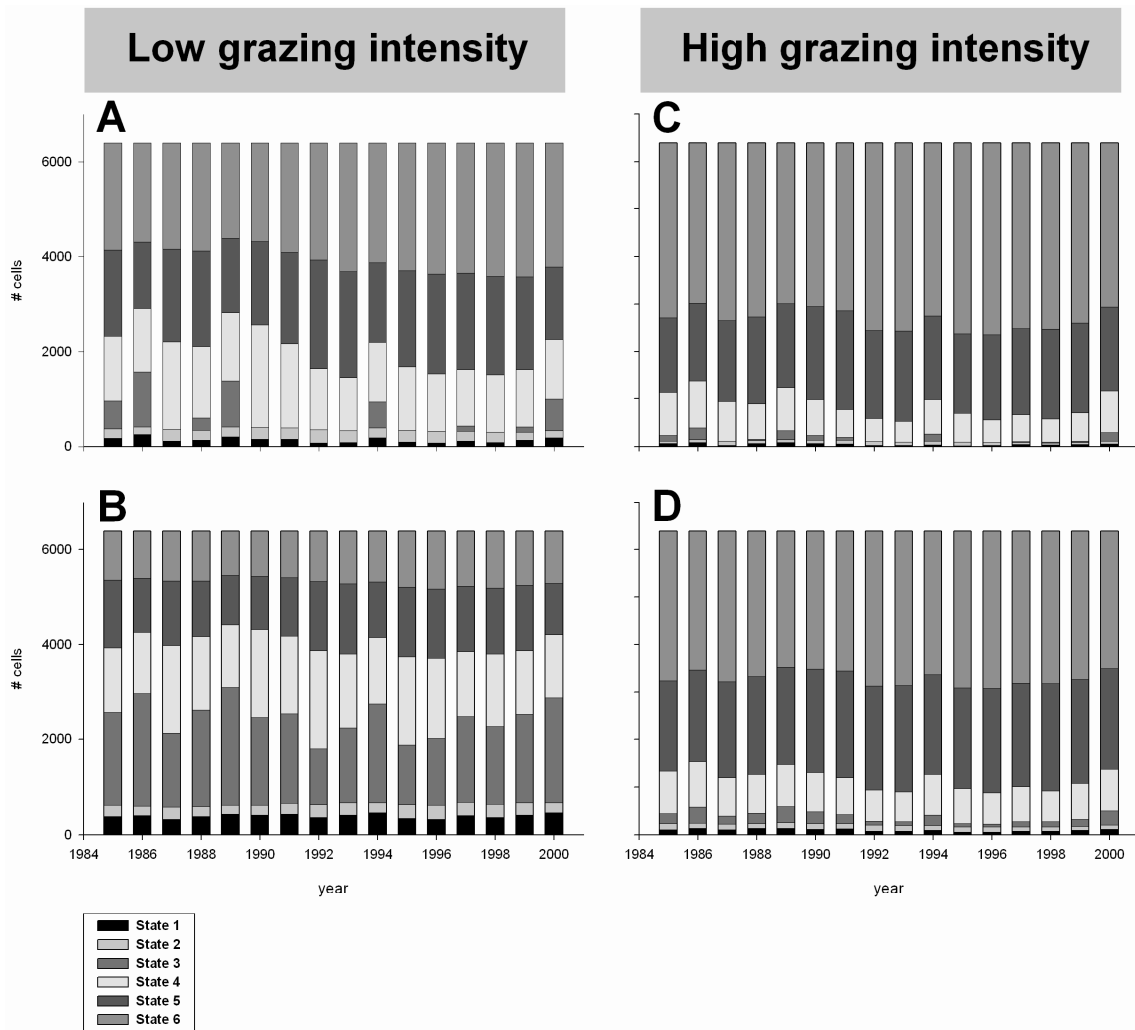 Low grazing intensity
High grazing intensity
A
C
6000
4000
2000
0
# cells
B
D
6000
4000
2000
0
# cells
1984 1986 1988 1990 1992 1994 1996 1998 2000
1984 1986 1988 1990 1992 1994 1996 1998 2000
year
year
State 1
State 2
State 3
State 4
State 5
State 6